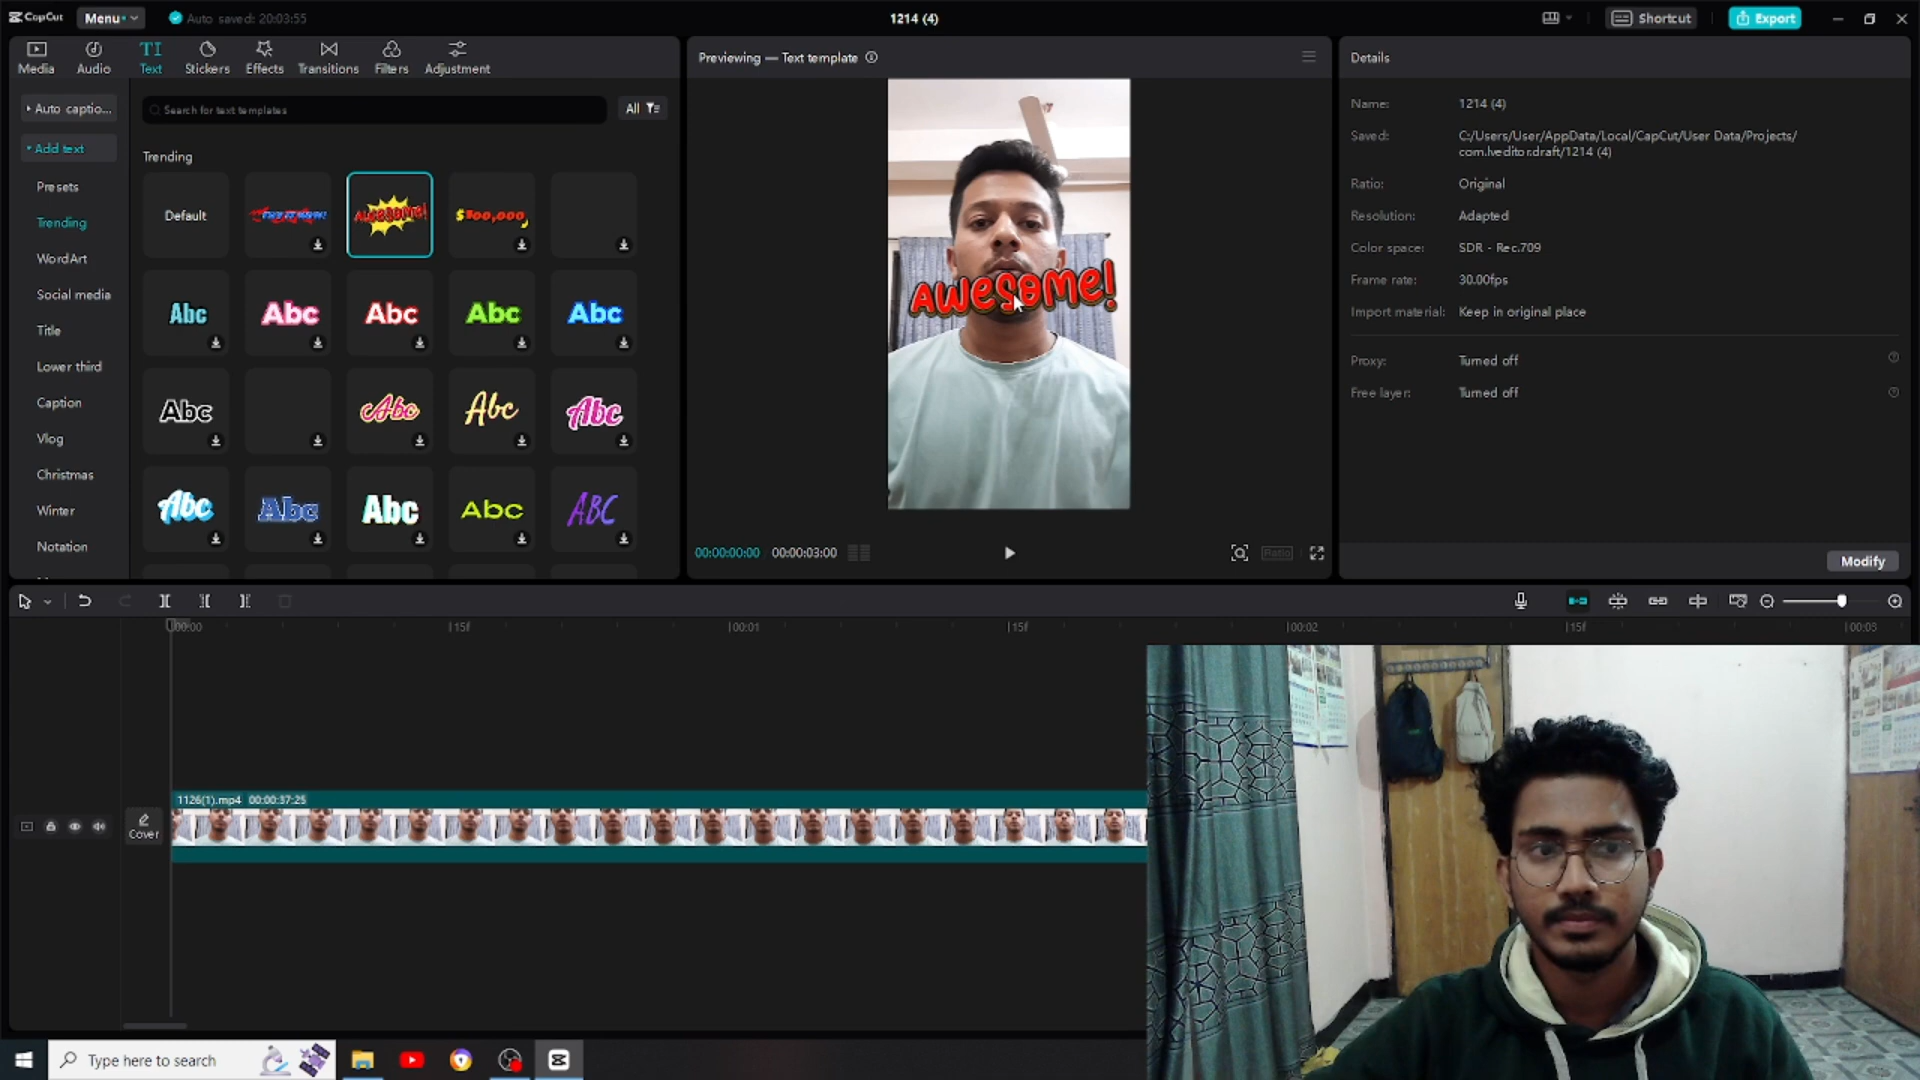 CapCut
Menu
Auto saved: 20:03:55
1214 (4)
Shortcut
Export
Media
Audio
TI
Text
Stickers
Effects
Transitions
Filters
Adjustment
Auto captio...
Add text
Presets
Trending
WordArt
Social media
Title
Lower third
Caption
Vlog
Christmas
Winter
Notation
Search for text templates
All
Trending
Default
AWESOME!
$100,000
Abc
Abc
Abc
Abc
Abc
Abc
Abc
Abc
Abc
Abc
Abc
Abc
Abc
ABC
Previewing — Text template
AWESOME!
00:00:00:00
00:00:03:00
Ratio
Details
Name: 1214 (4)
Saved: C:/Users/User/AppData/Local/CapCut/User Data/Projects/
com.lveditor.draft/1214 (4)
Ratio: Original
Resolution: Adapted
Color space: SDR - Rec.709
Frame rate: 30.00fps
Import material: Keep in original place
Proxy: Turned off
Free layer: Turned off
Modify
00:00
15f
00:01
15f
00:02
15f
00:03
1126(1).mp4 00:00:37:25
Cover
Type here to search